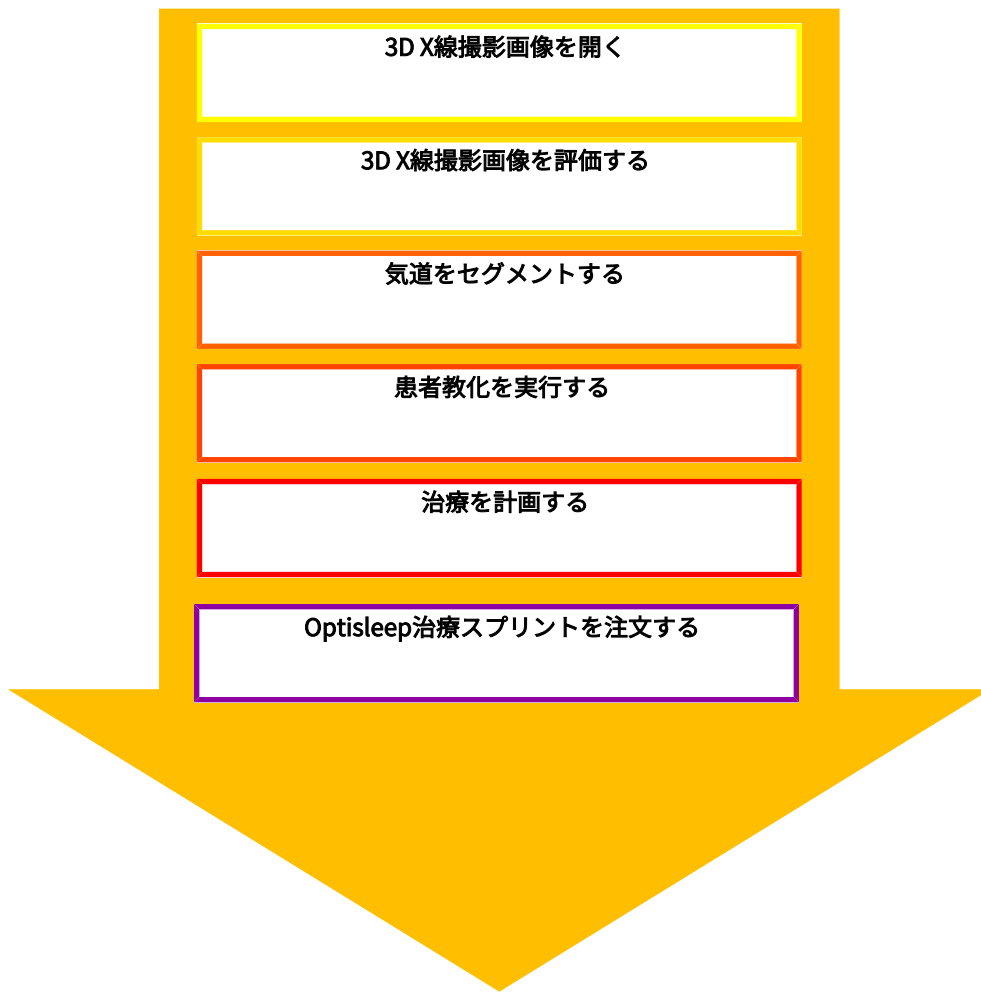 3D X線撮影画像を開く
3D X線撮影画像を評価する
気道をセグメントする
患者教化を実行する
治療を計画する
Optisleep治療スプリントを注文する